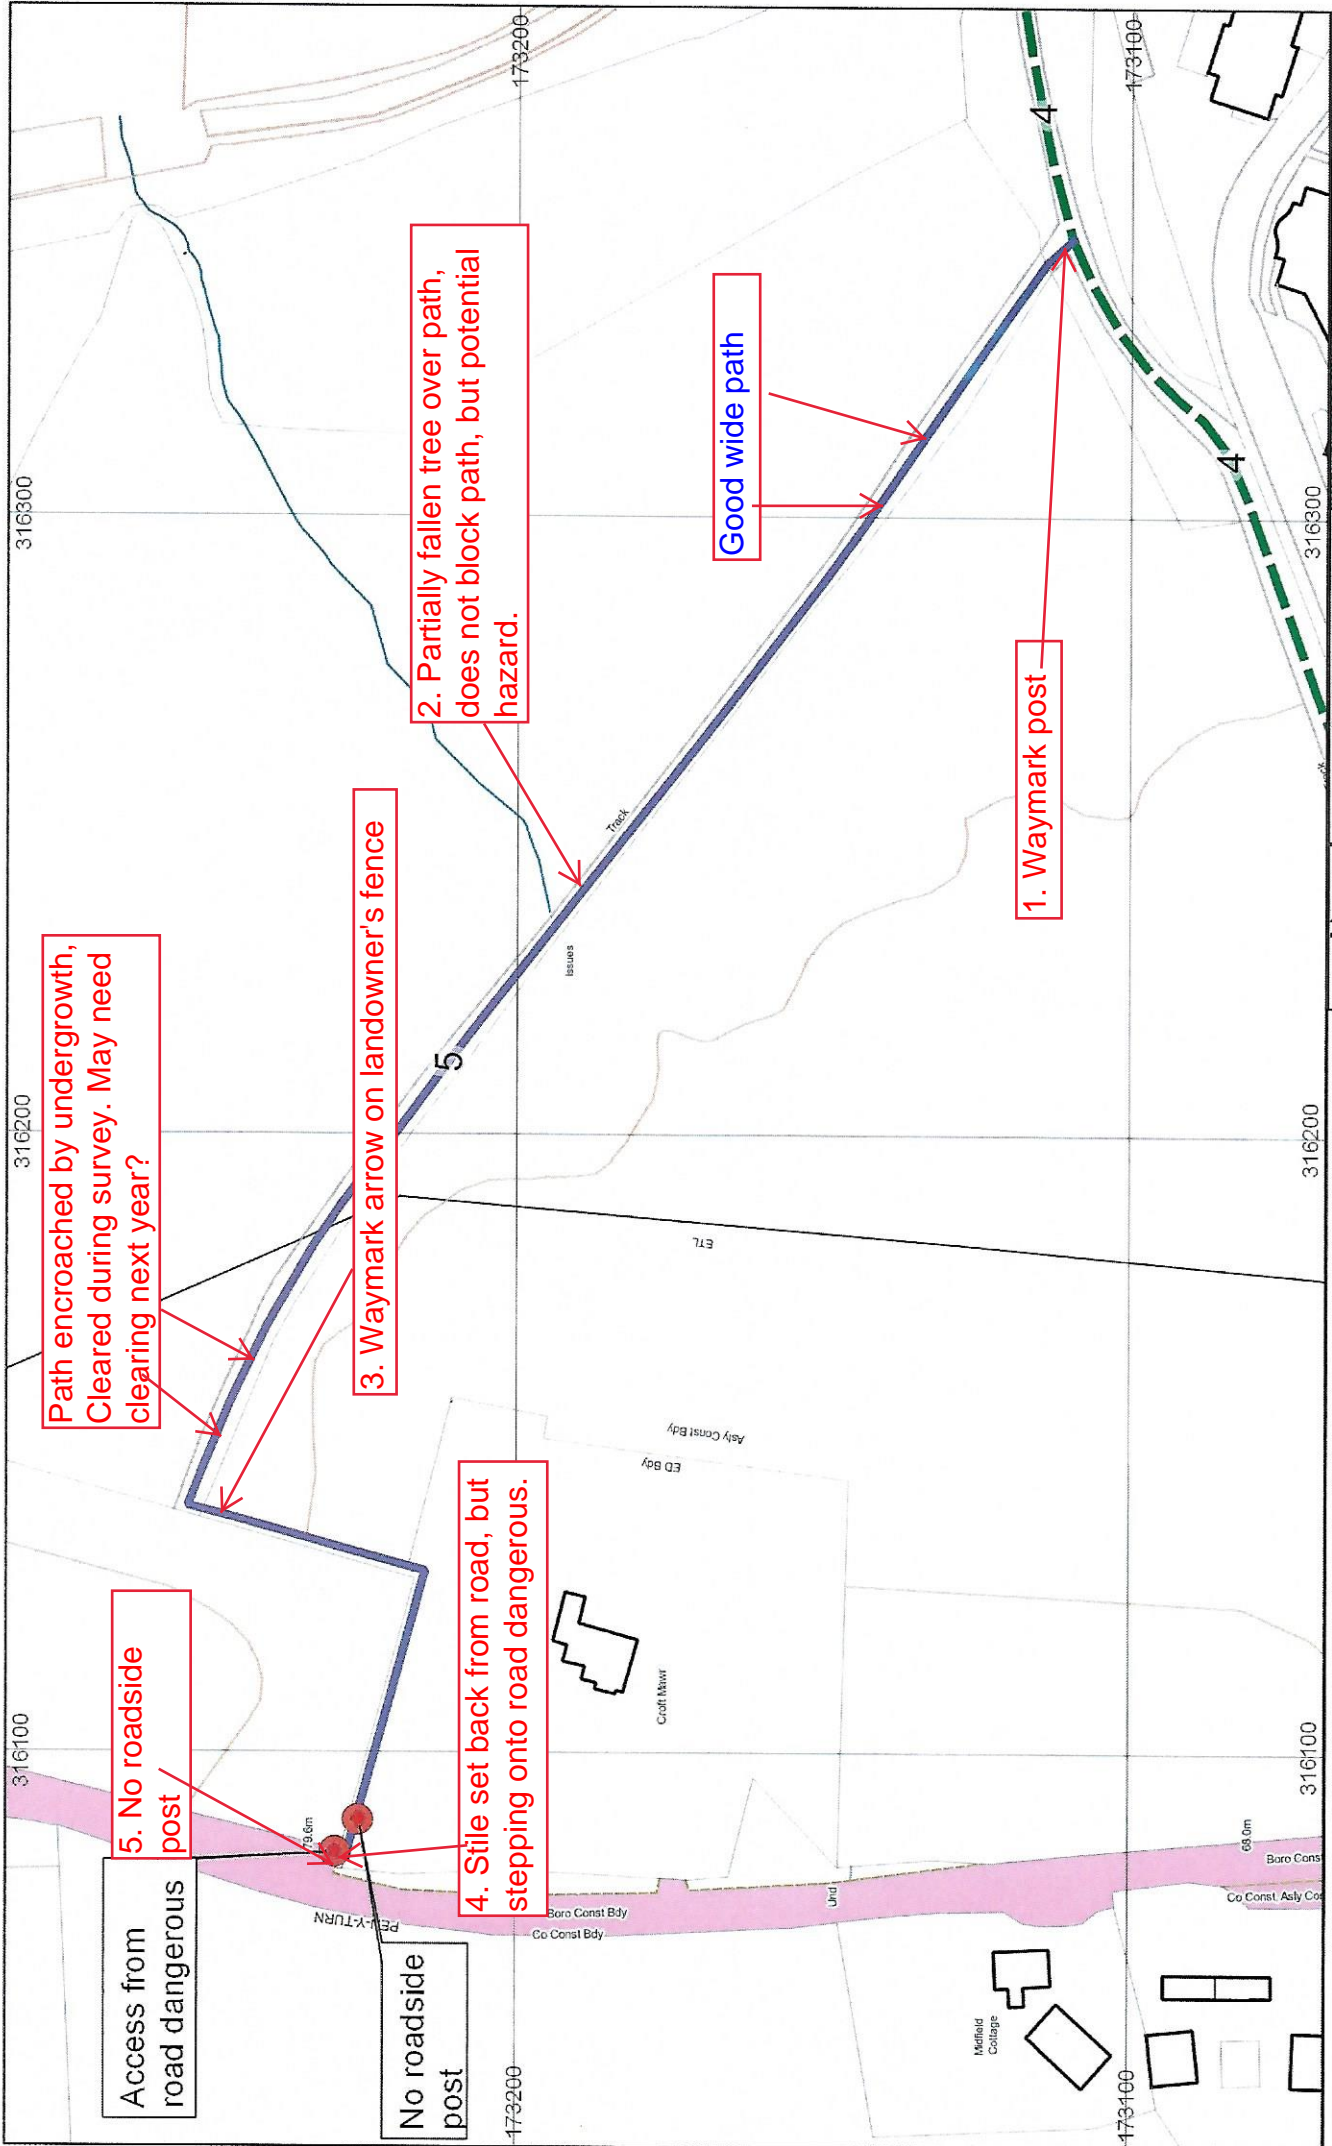 316100
316200
316300
Path encroached by undergrowth,
Cleared during survey. May need
clearing next year?
5. No roadside
post
Access from
road dangerous
79.6m
PEN-Y-TURN
No roadside
post
3. Waymark arrow on landowner's fence
2. Partially fallen tree over path,
does not block path, but potential
hazard.
4. Stile set back from road, but
stepping onto road dangerous.
5
173200
173200
Boro Const Bdy
Co Const Bdy
Issues
Track
Croft Mawr
ED Bdy
Asly Const Bdy
ETL
Good wide path
Und
1. Waymark post
4
4
Midfield
Cottage
173100
173100
68.0m
Boro Const
Co Const, Asly Co
316100
316200
316300